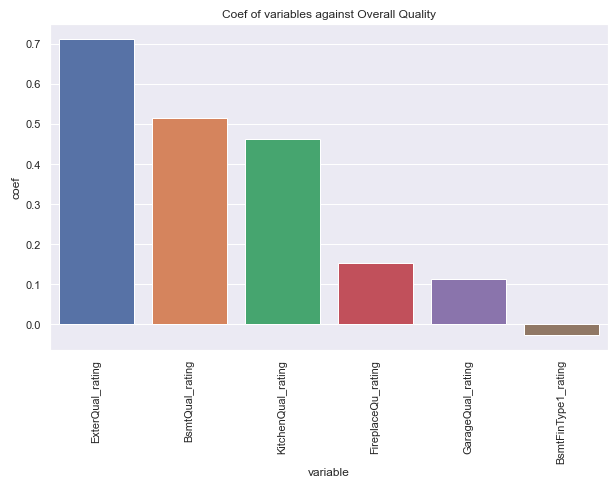 Coef of variables against Overall Quality
coef
0.7
0.6
0.5
0.4
0.3
0.2
0.1
0.0
ExterQual_rating
BsmtQual_rating
KitchenQual_rating
FireplaceQu_rating
GarageQual_rating
BsmtFinType1_rating
variable